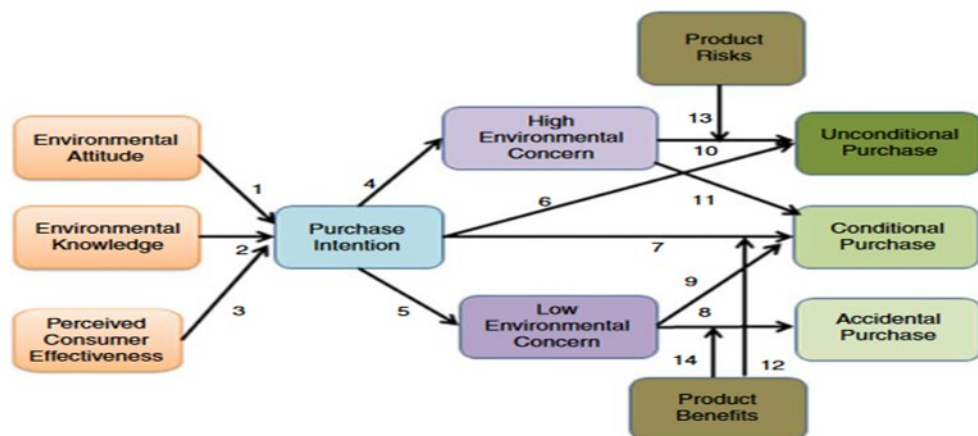 Product
Risks
Environmental
Attitude
High
Environmental
Concern
13
10
Unconditional
Purchase
1
4
6
11
Environmental
Knowledge
2
Purchase
Intention
7
Conditional
Purchase
3
5
9
Perceived
Consumer
Effectiveness
Low
Environmental
Concern
8
Accidental
Purchase
14
12
Product
Benefits